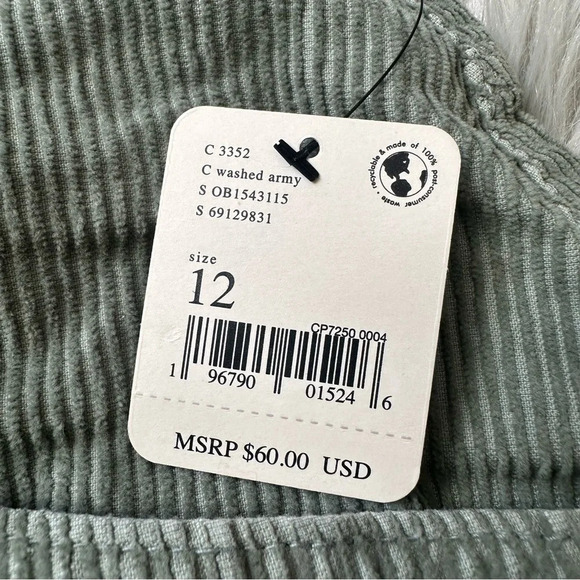 C 3352
C washed army
S OB1543115
S 69129831
recyclable & made of 100% post-consumer waste •
size
12
CP7250 0004
1 96790 01524 6
MSRP $60.00 USD